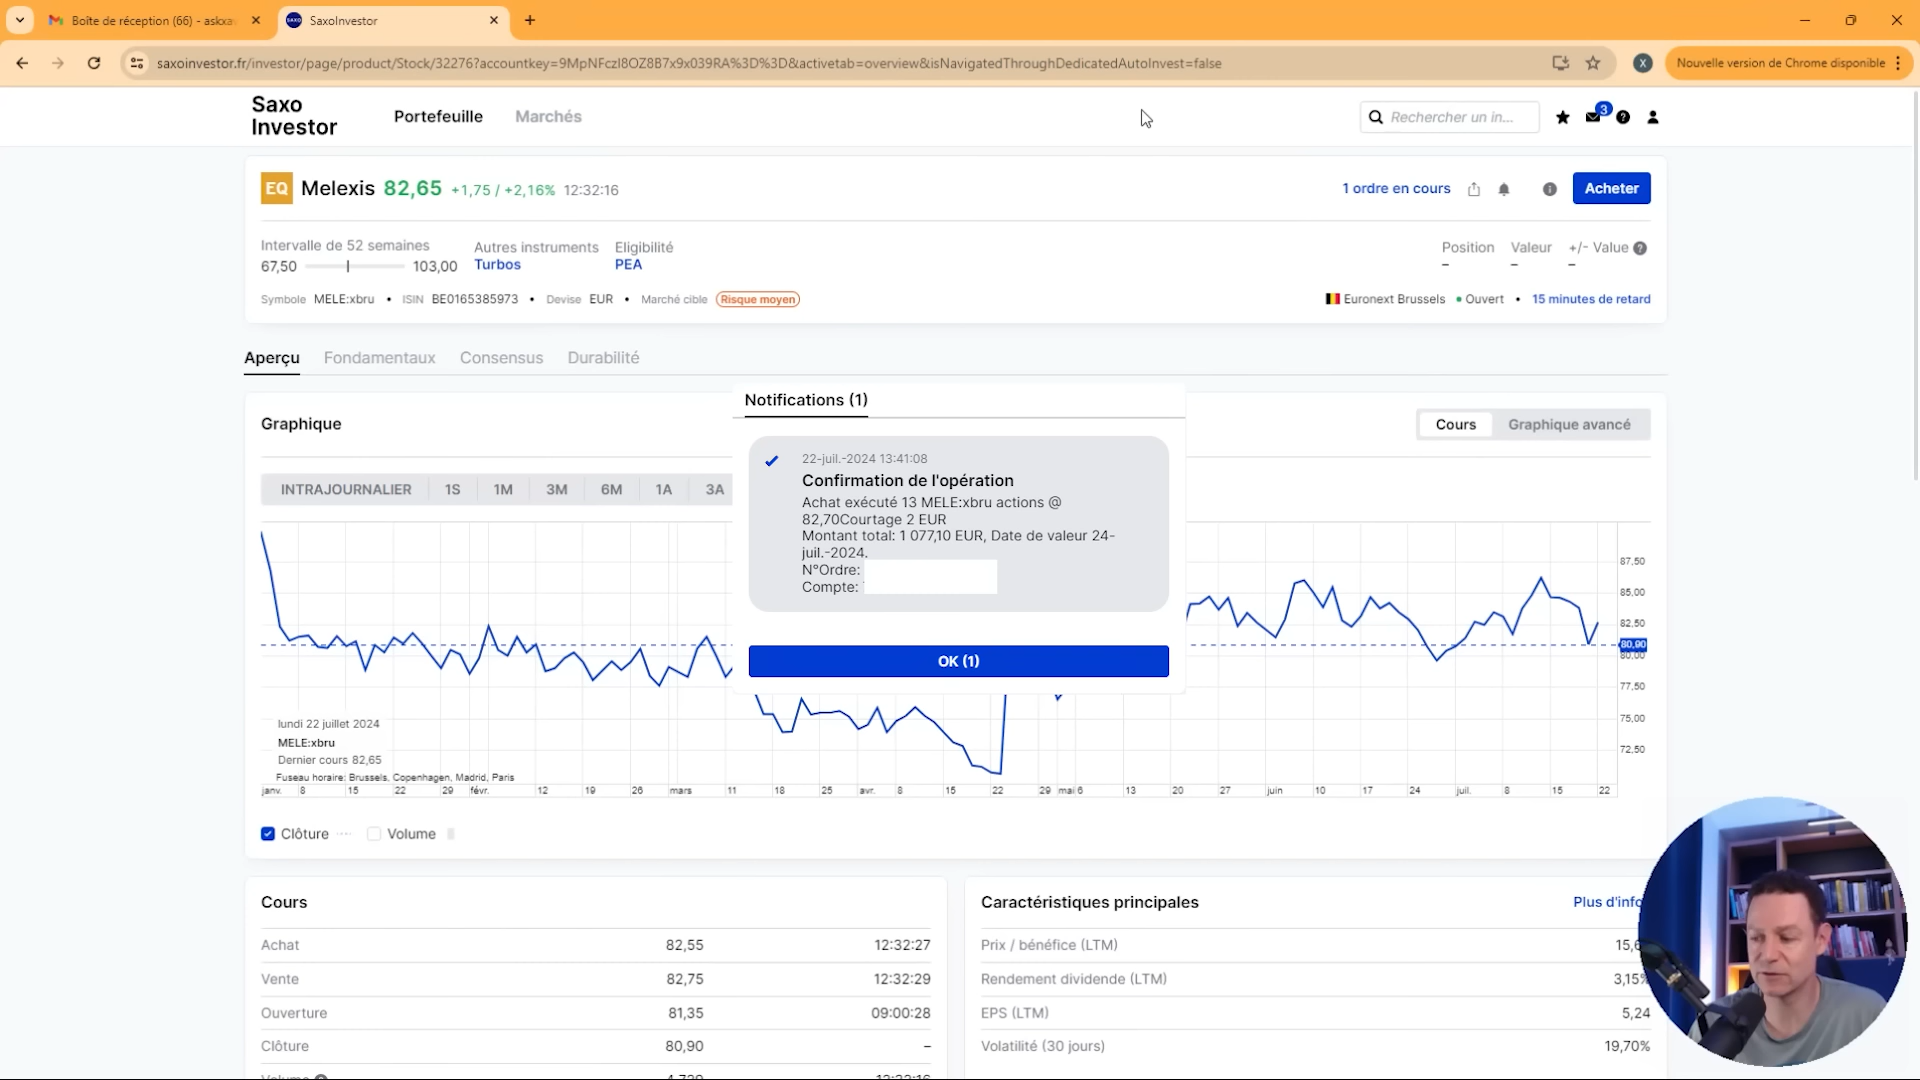 Boîte de réception (66) - askxa
SaxoInvestor
saxoinvestor.fr/investor/page/product/Stock/32276?accountkey=9MpNFczI8OZ8B7x9x039RA%3D%3D&activetab=overview&isNavigatedThroughDedicatedAutoInvest=false
X
Nouvelle version de Chrome disponible
Saxo
Investor
Portefeuille
Marchés
Rechercher un in...
3
EQ Melexis 82,65 +1,75 / +2,16% 12:32:16
1 ordre en cours
Acheter
Intervalle de 52 semaines
67,50 103,00
Autres instruments
Turbos
Eligibilité
PEA
Position
–
Valeur
–
+/- Value
–
Symbole MELE:xbru • ISIN BE0165385973 • Devise EUR • Marché cible Risque moyen
Euronext Brussels • Ouvert • 15 minutes de retard
Aperçu Fondamentaux Consensus Durabilité
Graphique
Cours Graphique avancé
INTRAJOURNALIER 1S 1M 3M 6M 1A 3A
Notifications (1)
22-juil.-2024 13:41:08
Confirmation de l'opération
Achat exécuté 13 MELE:xbru actions @
82,70Courtage 2 EUR
Montant total: 1 077,10 EUR, Date de valeur 24-
juil.-2024.
N°Ordre:
Compte:
OK (1)
87,50
85,00
82,50
80,90
80,00
77,50
75,00
72,50
lundi 22 juillet 2024
MELE:xbru
Dernier cours 82,65
Fuseau horaire: Brussels, Copenhagen, Madrid, Paris
janv. 8 15 22 29 févr. 12 19 26 mars 11 18 25 avr. 8 15 22 29 mai 6 13 20 27 juin 10 17 24 juil. 8 15 22
Clôture
Volume
Cours
Achat 82,55 12:32:27
Vente 82,75 12:32:29
Ouverture 81,35 09:00:28
Clôture 80,90 –
Caractéristiques principales
Plus d'info
Prix / bénéfice (LTM) 15,6
Rendement dividende (LTM) 3,15%
EPS (LTM) 5,24
Volatilité (30 jours) 19,70%